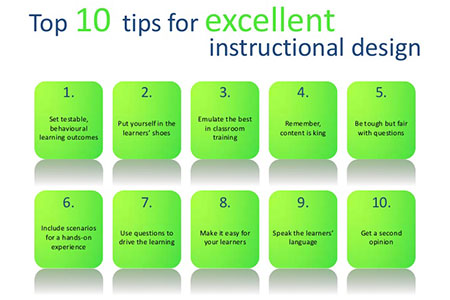 Top 10 tips for excellent
instructional design
1.
Set testable,
behavioural
learning outcomes
2.
Put yourself in the
learners' shoes
3.
Emulate the best
in classroom
training
4.
Remember,
content is king
5.
Be tough but fair
with questions
6.
Include scenarios
for a hands-on
experience
7.
Use questions to
drive the learning
8.
Make it easy for
your learners
9.
Speak the learners'
language
10.
Get a second
opinion